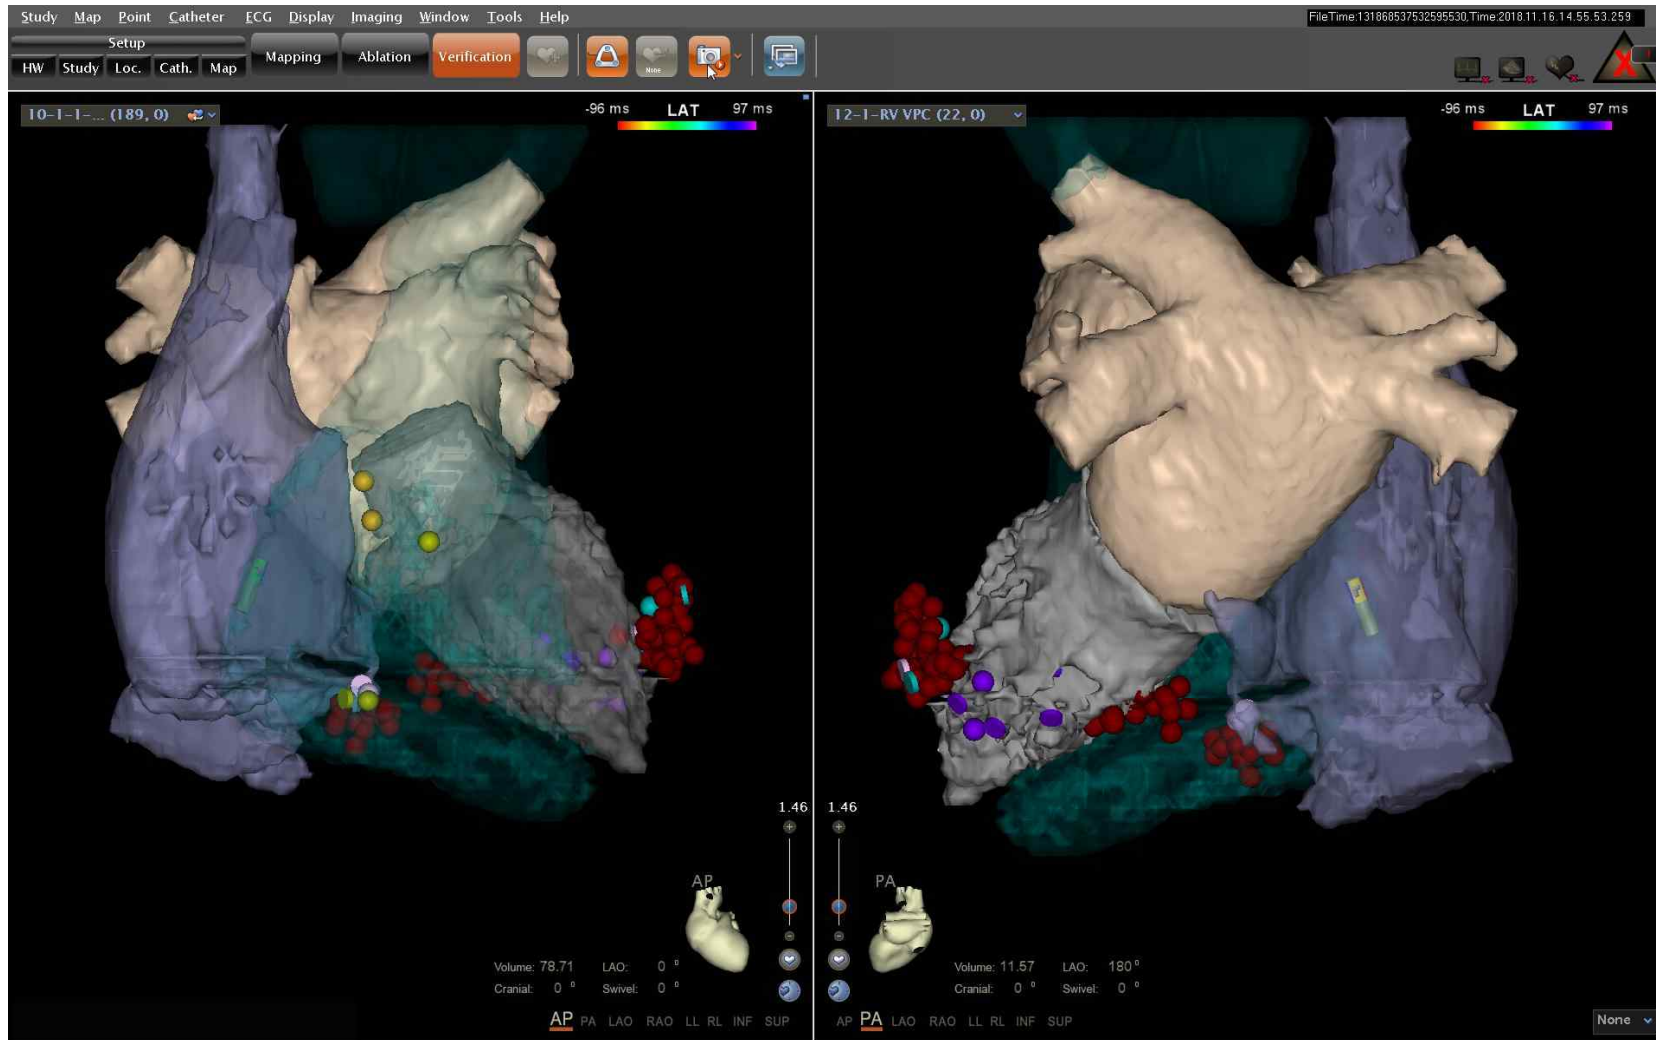 Study Map Point Catheter ECG Display Imaging Window Tools Help
FileTime:131868537532595530,Time:2018.11.16.14.55.53.259
Setup
HW Study Loc. Cath. Map
Mapping Ablation Verification
None
10-1-1-... (189, 0)
-96 ms LAT 97 ms
12-1-RV VPC (22, 0)
-96 ms LAT 97 ms
1.46
1.46
AP
PA
Volume: 78.71 LAO: 0 °
Cranial: 0 ° Swivel: 0 °
AP PA LAO RAO LL RL INF SUP
Volume: 11.57 LAO: 180 °
Cranial: 0 ° Swivel: 0 °
AP PA LAO RAO LL RL INF SUP
None